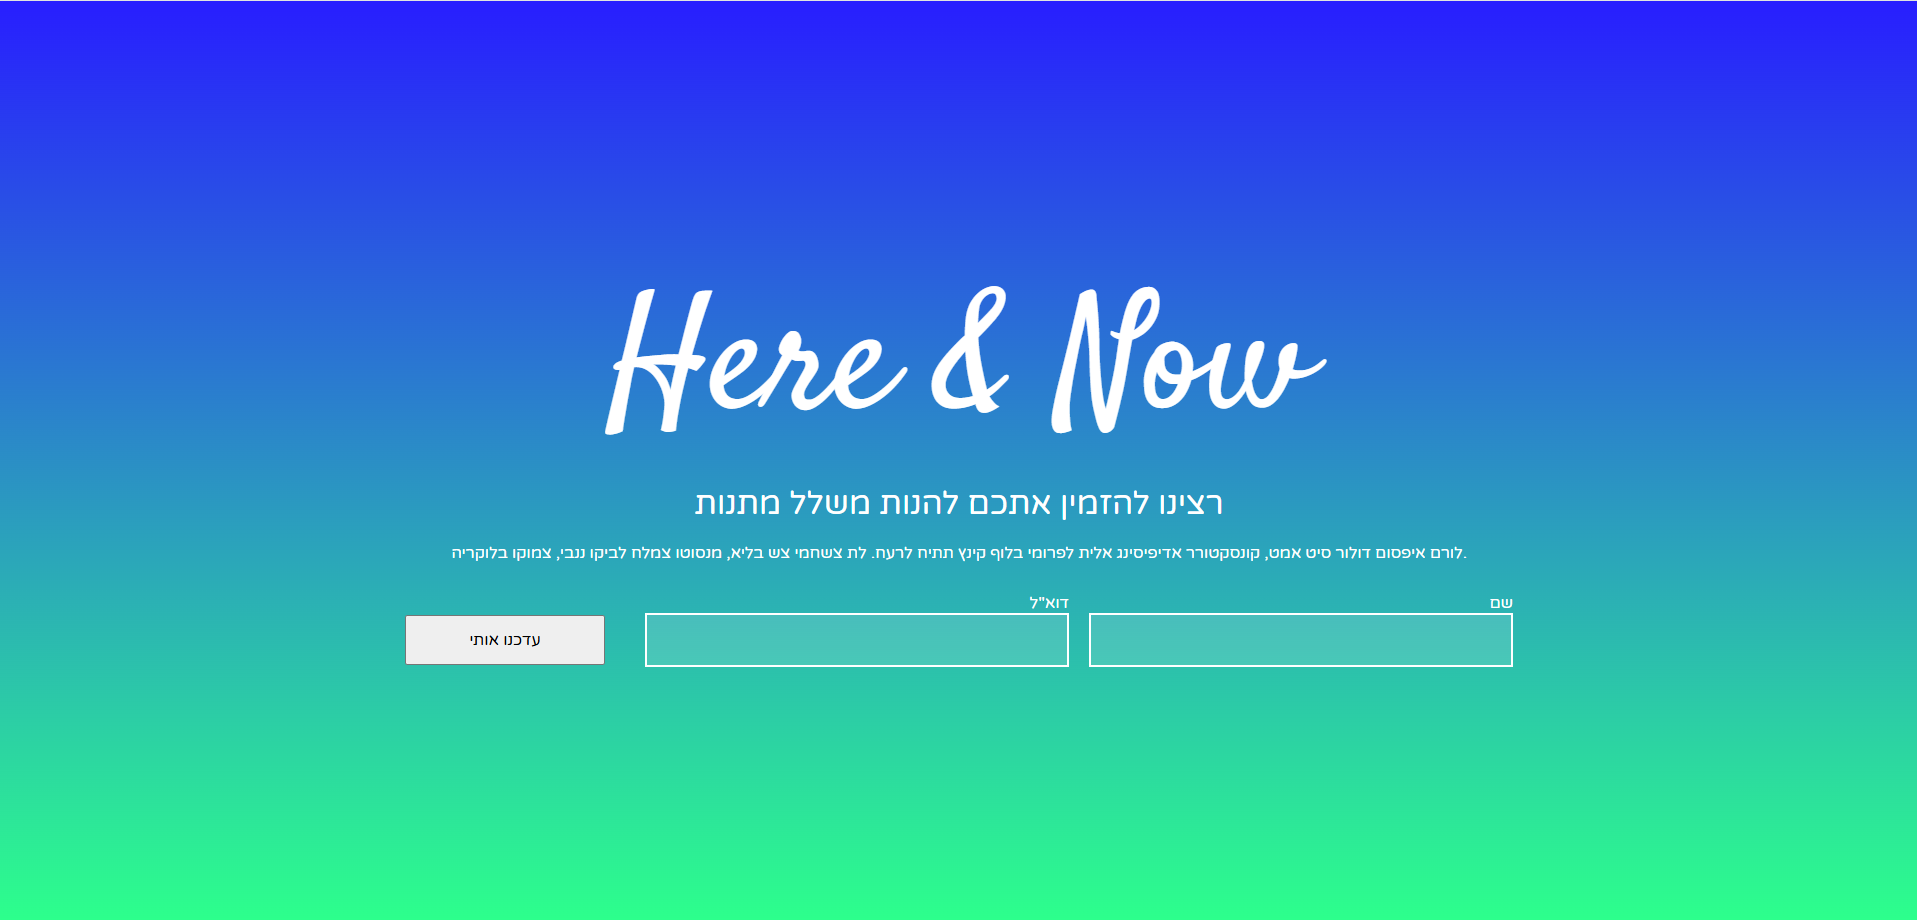 Here & Now
רצינו להזמין אתכם להנות משלל מתנות
לורם איפסום דולור סיט אמט, קונסקטורר אדיפיסינג אלית לפרומי בלוף קינץ תתיח לרעח. לת צשחמי צש בליא, מנסוטו צמלח לביקו ננבי, צמוקו בלוקריה.
שם
דוא"ל
עדכנו אותי